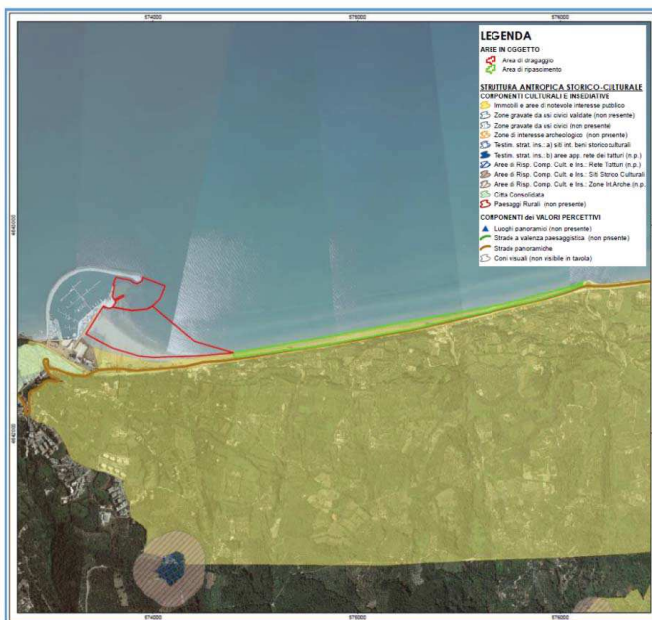 574000 575000 576000
LEGENDA
AREE IN OGGETTO
Area di dragaggio
Area di ripascimento
STRUTTURA ANTROPICA STORICO-CULTURALE
COMPONENTI CULTURALI E INSEDIATIVE
Immobili e aree di notevole interesse pubblico
Zone gravate da usi civici validate (non presente)
Zone gravate da usi civici (non presente)
Zone di interesse archeologico (non presente)
Testim. strat. ins.: a) siti int. beni storico culturali
Testim. strat. ins.: b) aree app. rete dei tratturi (n.p.)
Aree di Risp. Comp. Cult. e Ins.: Rete Tratturi (n.p.)
Aree di Risp. Comp. Cult. e Ins.: Siti Storico Culturali
Aree di Risp. Comp. Cult. e Ins.: Zone Int.Arche.(n.p.
Città Consolidata
Paesaggi Rurali (non presente)
COMPONENTI dei VALORI PERCETTIVI
Luoghi panoramici (non presente)
Strade a valenza paesaggistica (non presente)
Strade panoramiche
Coni visuali (non visibile in tavola)
574000 575000 576000